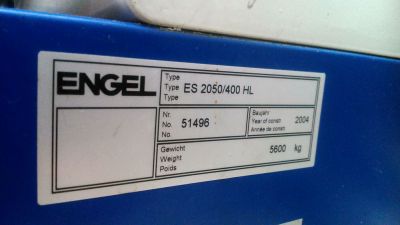 ENGEL
Type
Type ES 2050/400 HL
Type
Nr.
No. 51496
No.
Baujahr
Year of constr 2004
Année de constr
Gewicht
Weight 5600 kg
Poids